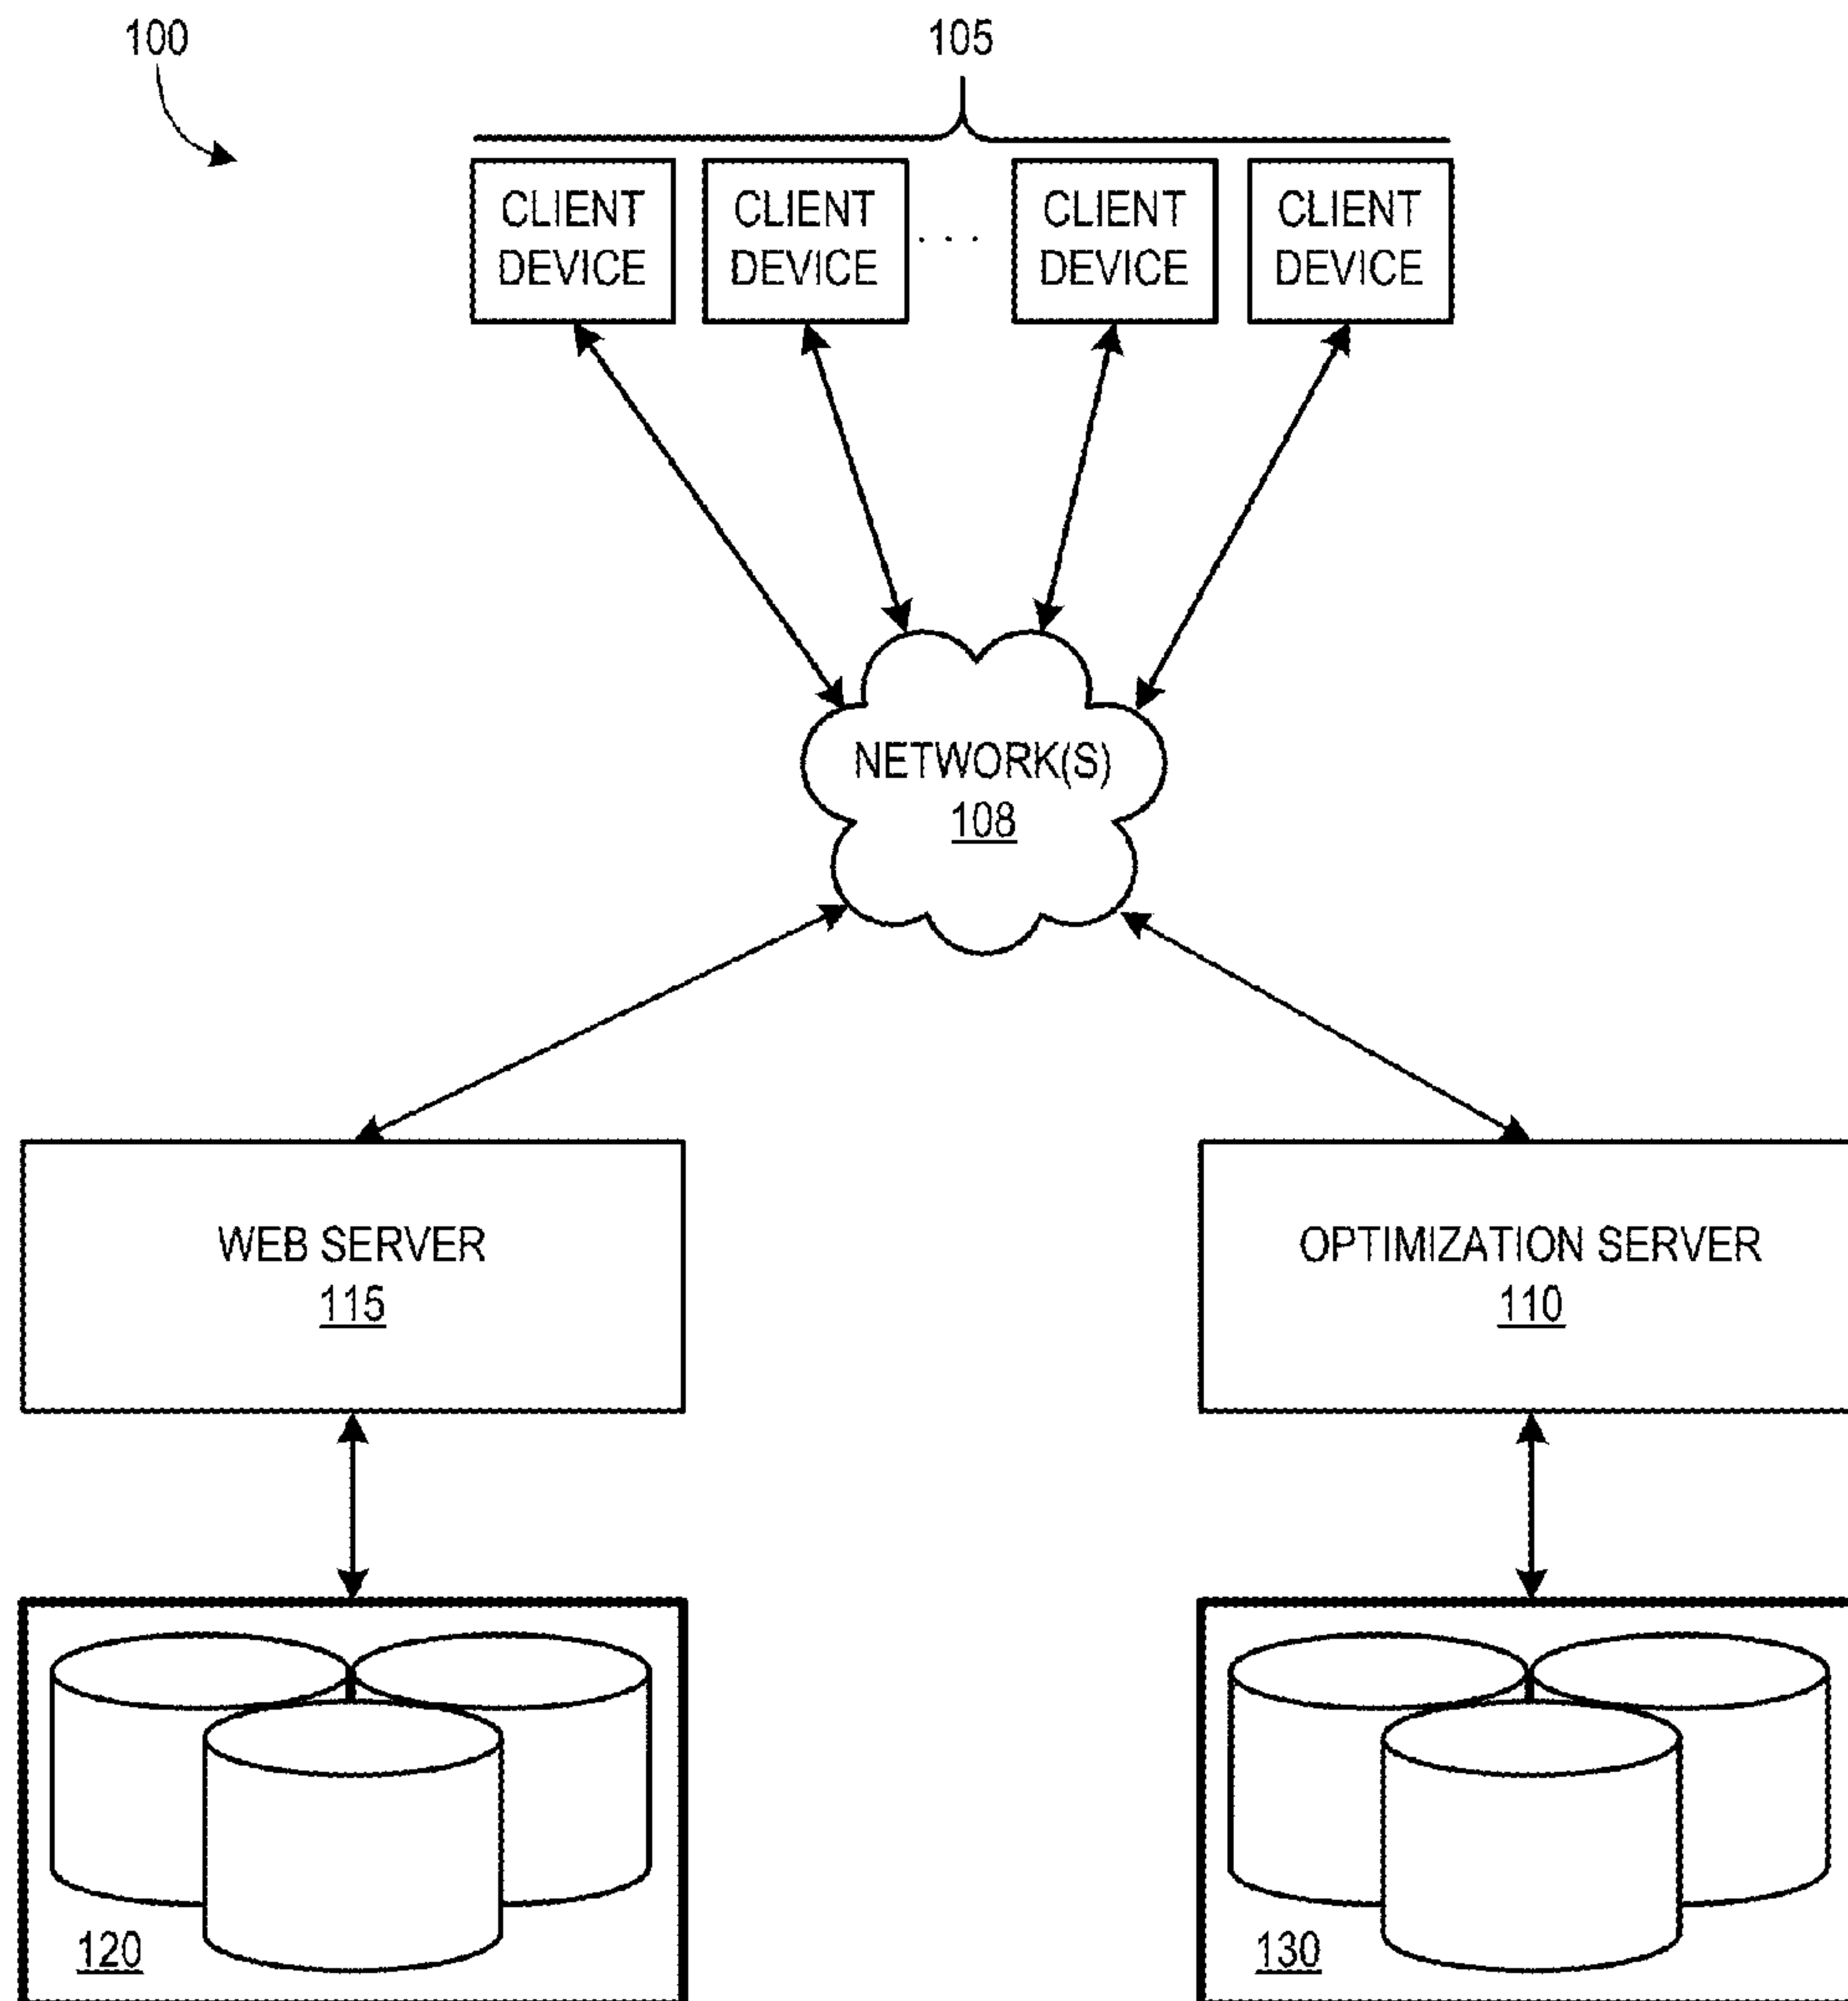 100
105
CLIENT
DEVICE
CLIENT
DEVICE
. . .
CLIENT
DEVICE
CLIENT
DEVICE
NETWORK(S)
108
WEB SERVER
115
OPTIMIZATION SERVER
110
120
130